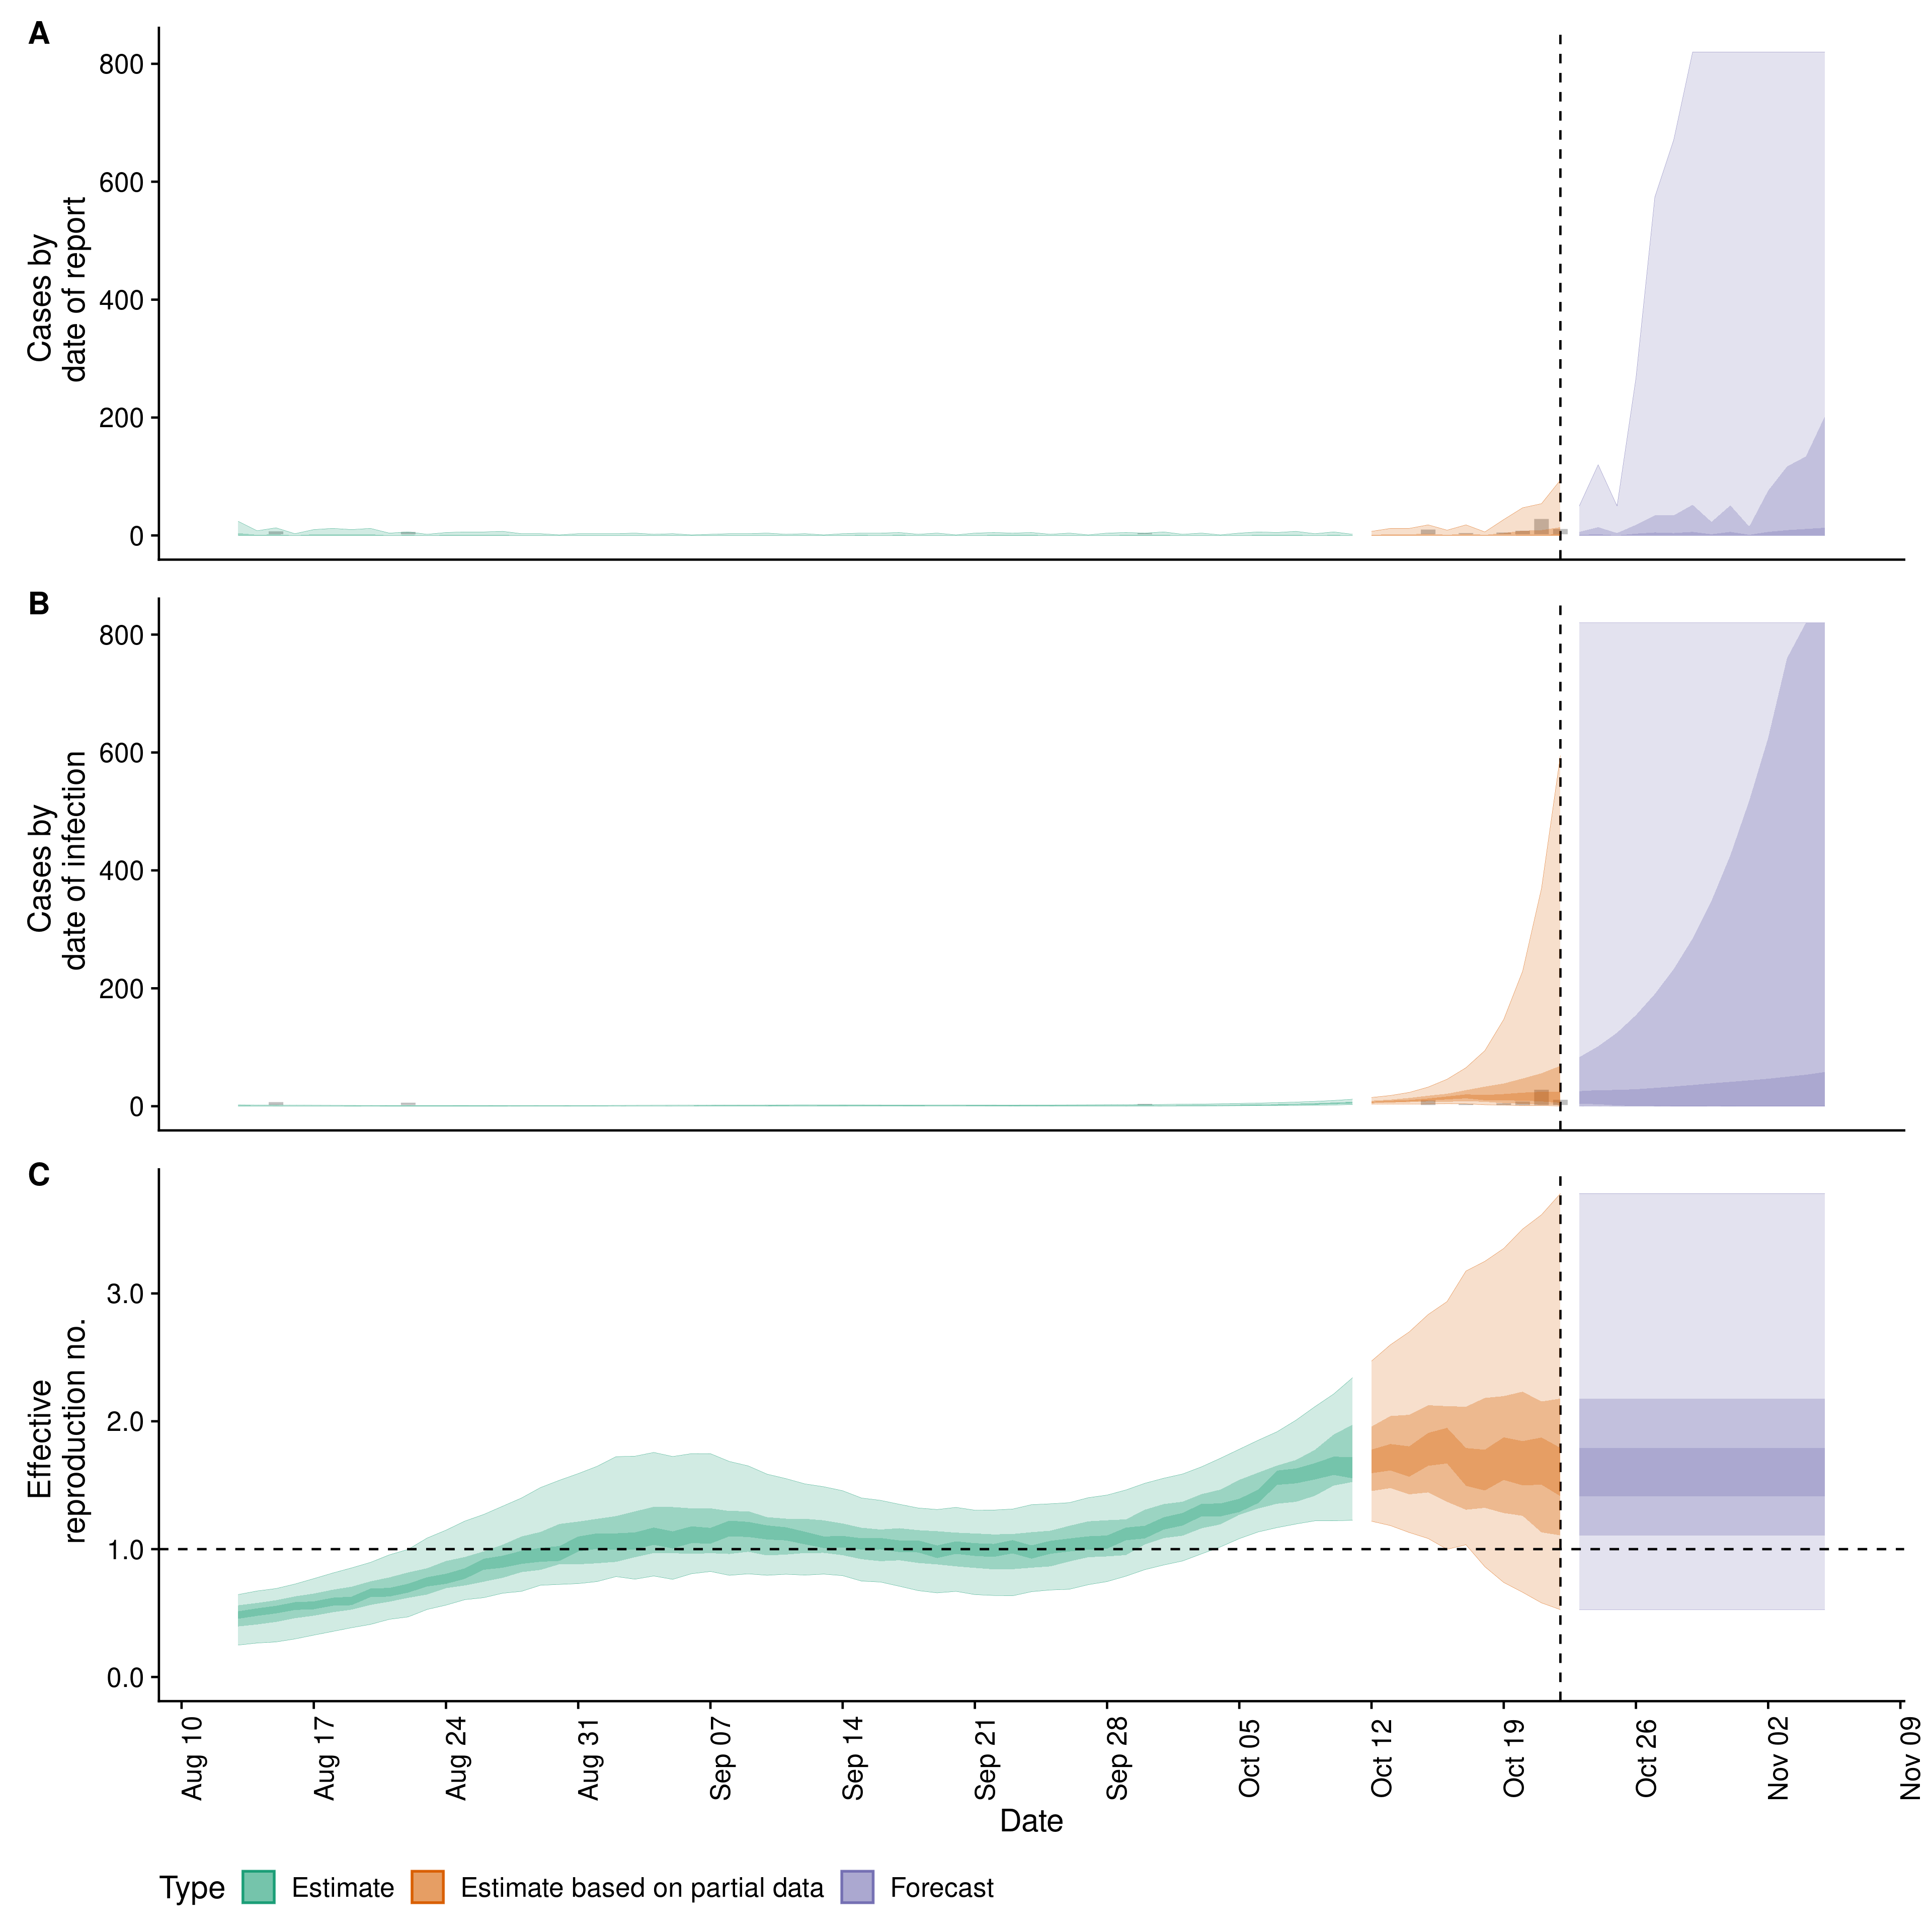 A
800
600
400
200
0
Cases by
date of report
B
800
600
400
200
0
Cases by
date of infection
C
3.0
2.0
1.0
0.0
Effective
reproduction no.
Aug 10
Aug 17
Aug 24
Aug 31
Sep 07
Sep 14
Sep 21
Sep 28
Oct 05
Oct 12
Oct 19
Oct 26
Nov 02
Nov 09
Date
Type Estimate Estimate based on partial data Forecast